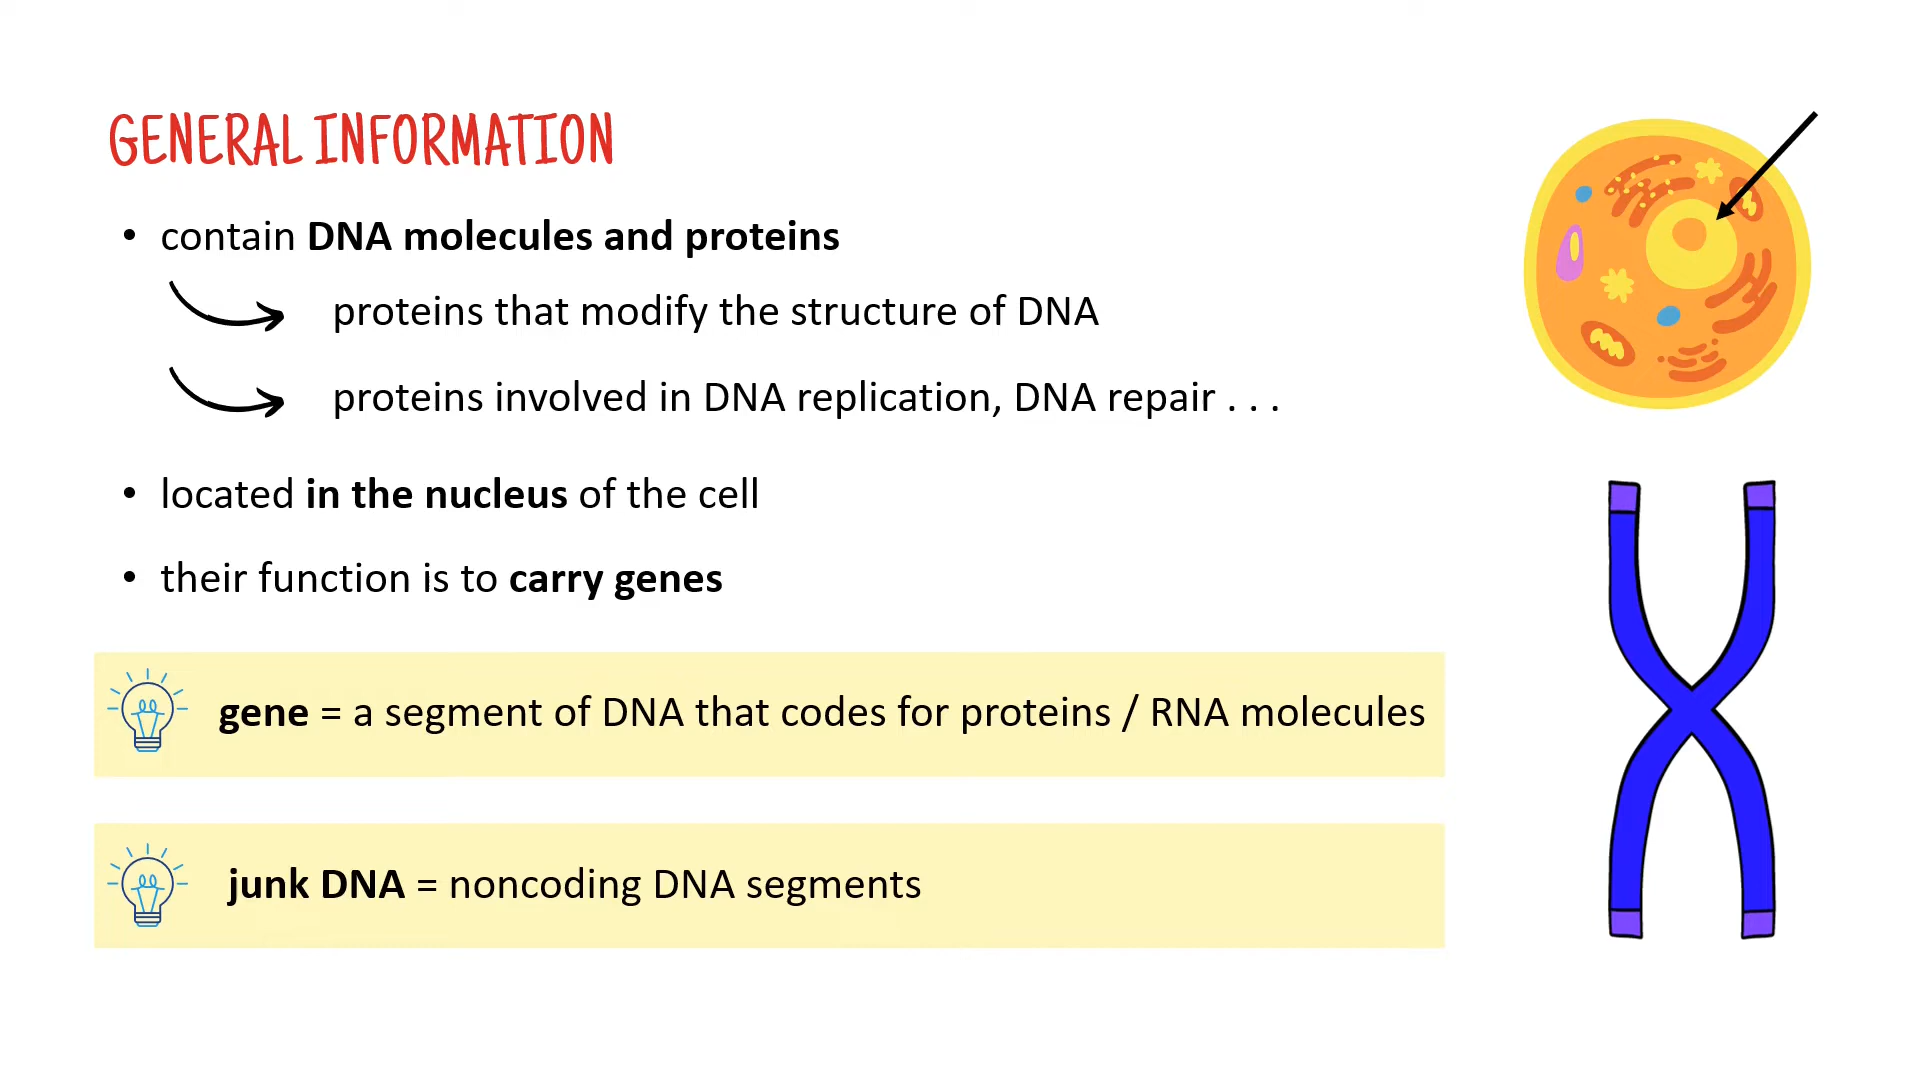 GENERAL INFORMATION
• contain DNA molecules and proteins
proteins that modify the structure of DNA
proteins involved in DNA replication, DNA repair . . .
• located in the nucleus of the cell
• their function is to carry genes
gene = a segment of DNA that codes for proteins / RNA molecules
junk DNA = noncoding DNA segments